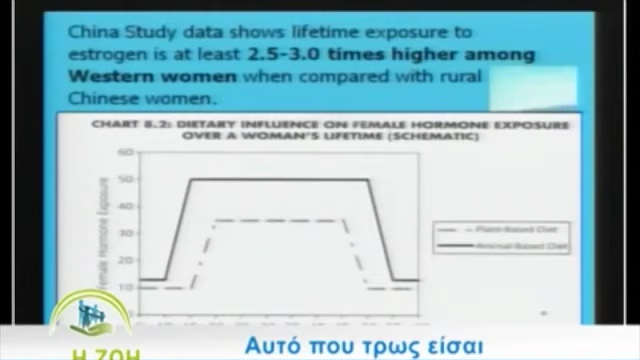 China Study data shows lifetime exposure to
estrogen is at least 2.5-3.0 times higher among
Western women when compared with rural
Chinese women.
CHART 8.2: DIETARY INFLUENCE ON FEMALE HORMONE EXPOSURE
OVER A WOMAN'S LIFETIME (SCHEMATIC)
Female Hormone Exposure
60
50
40
30
20
10
Plant-Based Diet
Animal-Based Diet
Η ΖΩΗ
Αυτό που τρως είσαι